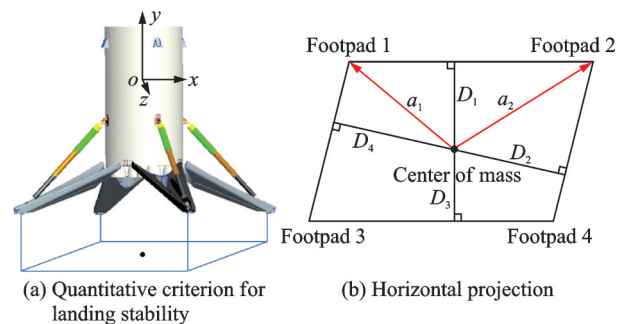 y
o
x
z
(a) Quantitative criterion for
landing stability
Footpad 1
Footpad 2
a1
D1
a2
D4
D2
Center of mass
D3
Footpad 3
Footpad 4
(b) Horizontal projection